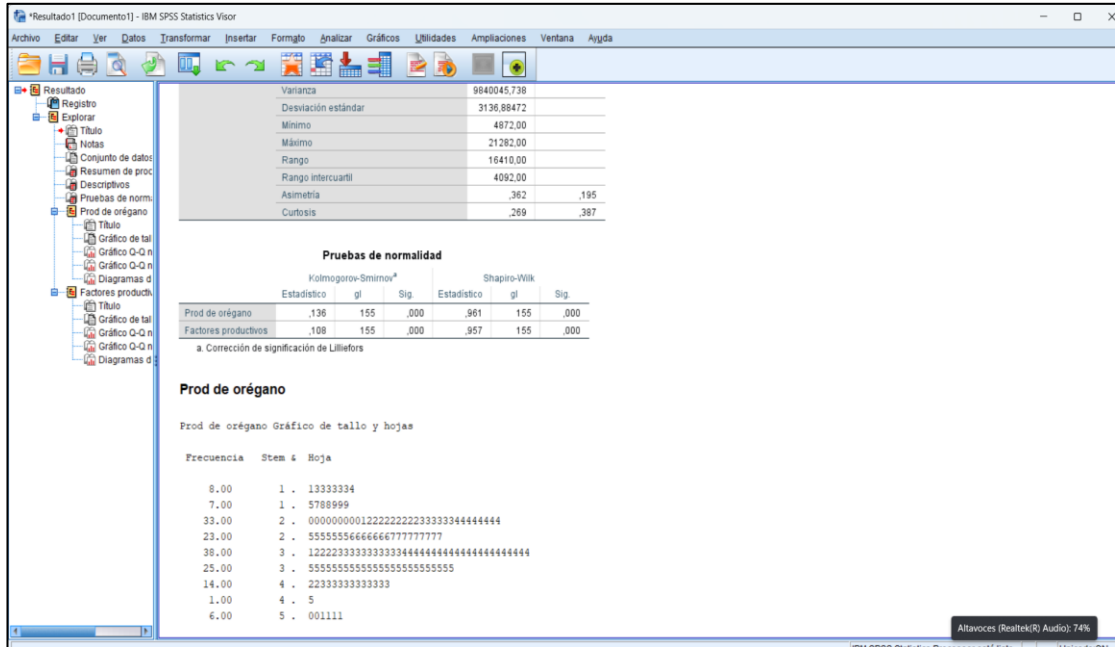 *Resultado1 [Documento1] - IBM SPSS Statistics Visor
Archivo Editar Ver Datos Transformar Insertar Formato Analizar Gráficos Utilidades Ampliaciones Ventana Ayuda
Resultado
Registro
Explorar
Título
Notas
Conjunto de datos
Resumen de proc
Descriptivos
Pruebas de norm
Prod de orégano
Título
Gráfico de tal
Gráfico Q-Q n
Gráfico Q-Q n
Diagramas d
Factores productiv
Título
Gráfico de tal
Gráfico Q-Q n
Gráfico Q-Q n
Diagramas d
Varianza 9840045,738
Desviación estándar 3136,88472
Mínimo 4872,00
Máximo 21282,00
Rango 16410,00
Rango intercuartil 4092,00
Asimetría ,362 ,195
Curtosis ,269 ,387
Pruebas de normalidad
Kolmogorov-Smirnov^a Shapiro-Wilk
Estadístico gl Sig. Estadístico gl Sig.
Prod de orégano ,136 155 ,000 ,961 155 ,000
Factores productivos ,108 155 ,000 ,957 155 ,000
a. Corrección de significación de Lilliefors
Prod de orégano
Prod de orégano Gráfico de tallo y hojas
Frecuencia Stem & Hoja
8.00 1 . 13333334
7.00 1 . 5788999
33.00 2 .
23.00 2 . 55555556666666777777777
38.00 3 .
25.00 3 . 5555555555555555555555555
14.00 4 . 22333333333333
1.00 4 . 5
6.00 5 . 001111
Altavoces (Realtek(R) Audio): 74%